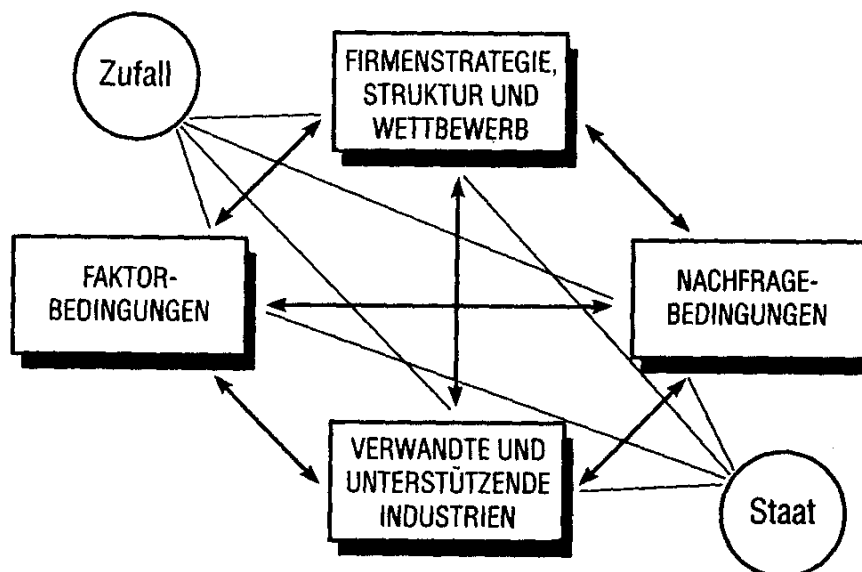 Zufall
FIRMENSTRATEGIE,
STRUKTUR UND
WETTBEWERB
FAKTOR-
BEDINGUNGEN
NACHFRAGE-
BEDINGUNGEN
VERWANDTE UND
UNTERSTÜTZENDE
INDUSTRIEN
Staat